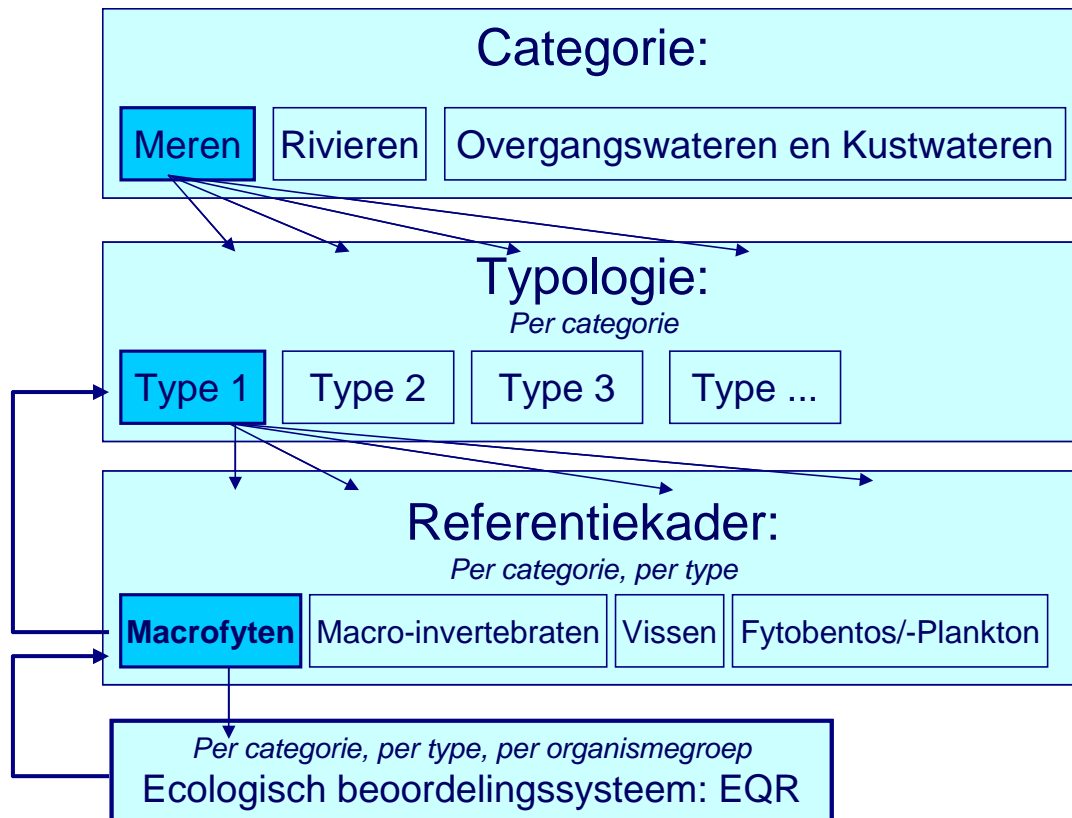 Categorie:
Meren Rivieren Overgangswateren en Kustwateren
Typologie:
Per categorie
Type 1 Type 2 Type 3 Type ...
Referentiekader:
Per categorie, per type
Macrofyten Macro-invertebraten Vissen Fytobentos/-Plankton
Per categorie, per type, per organismegroep
Ecologisch beoordelingssysteem: EQR